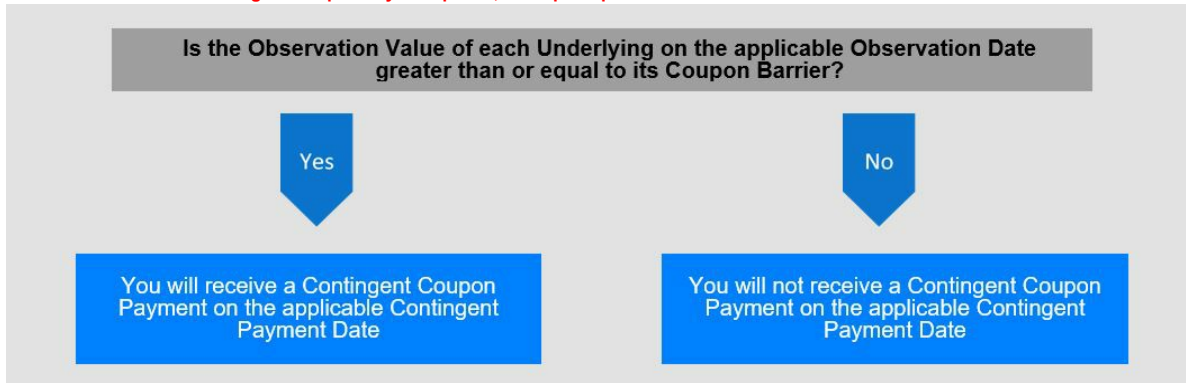 Is the Observation Value of each Underlying on the applicable Observation Date
greater than or equal to its Coupon Barrier?
Yes
No
You will receive a Contingent Coupon
Payment on the applicable Contingent
Payment Date
You will not receive a Contingent Coupon
Payment on the applicable Contingent
Payment Date